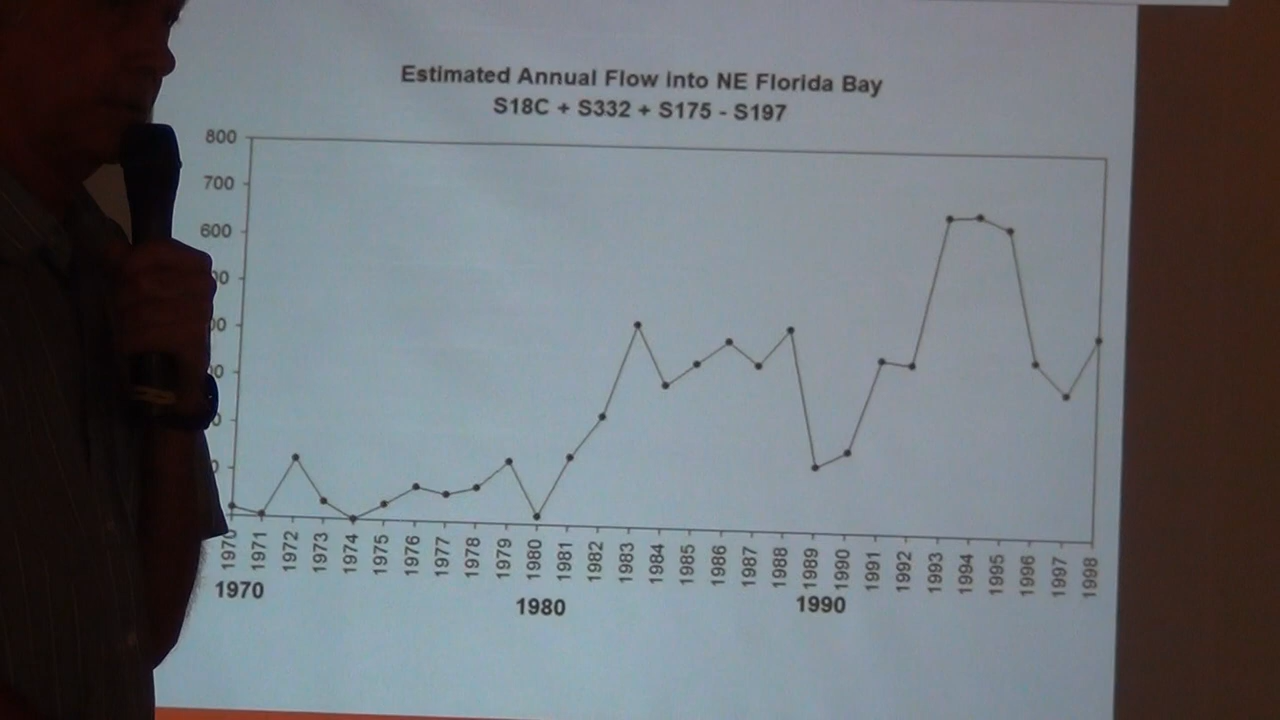 Estimated Annual Flow into NE Florida Bay
S18C + S332 + S175 - S197
800
700
600
1970 1971 1972 1973 1974 1975 1976 1977 1978 1979 1980 1981 1982 1983 1984 1985 1986 1987 1988 1989 1990 1991 1992 1993 1994 1995 1996 1997 1998
1970 1980 1990